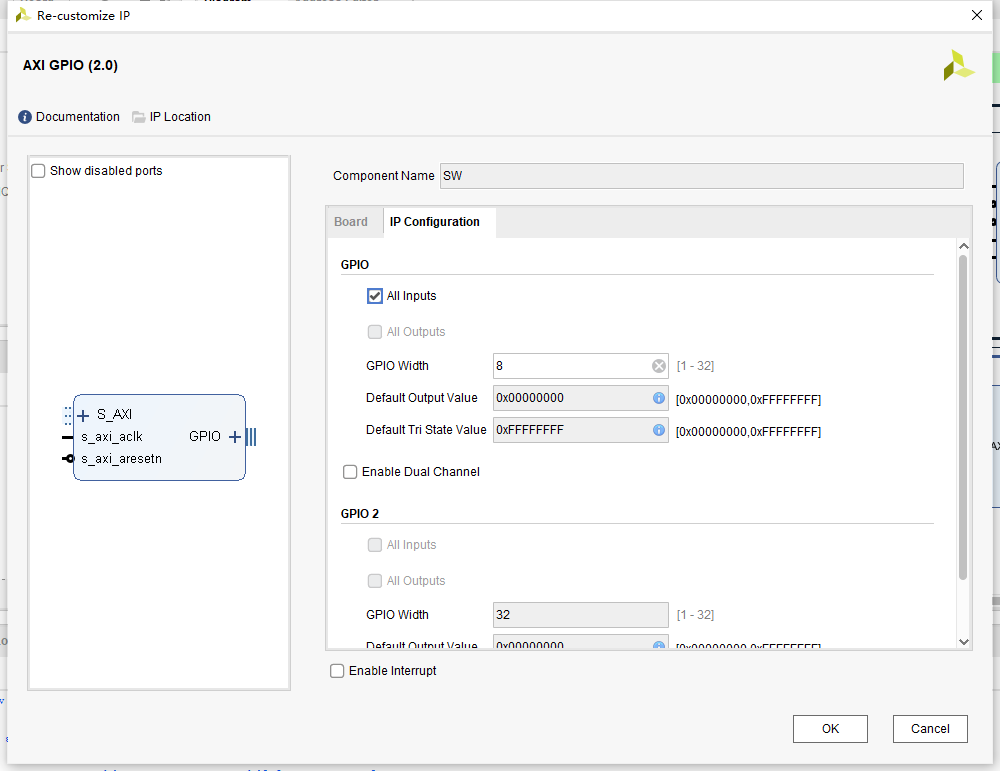 Re-customize IP
AXI GPIO (2.0)
Documentation IP Location
Show disabled ports
S_AXI
s_axi_aclk
s_axi_aresetn
GPIO
Component Name SW
Board IP Configuration
GPIO
All Inputs
All Outputs
GPIO Width 8 [1 - 32]
Default Output Value 0x00000000 [0x00000000,0xFFFFFFFF]
Default Tri State Value 0xFFFFFFFF [0x00000000,0xFFFFFFFF]
Enable Dual Channel
GPIO 2
All Inputs
All Outputs
GPIO Width 32 [1 - 32]
Default Output Value 0x00000000 [0x00000000,0xFFFFFFFF]
Enable Interrupt
OK Cancel